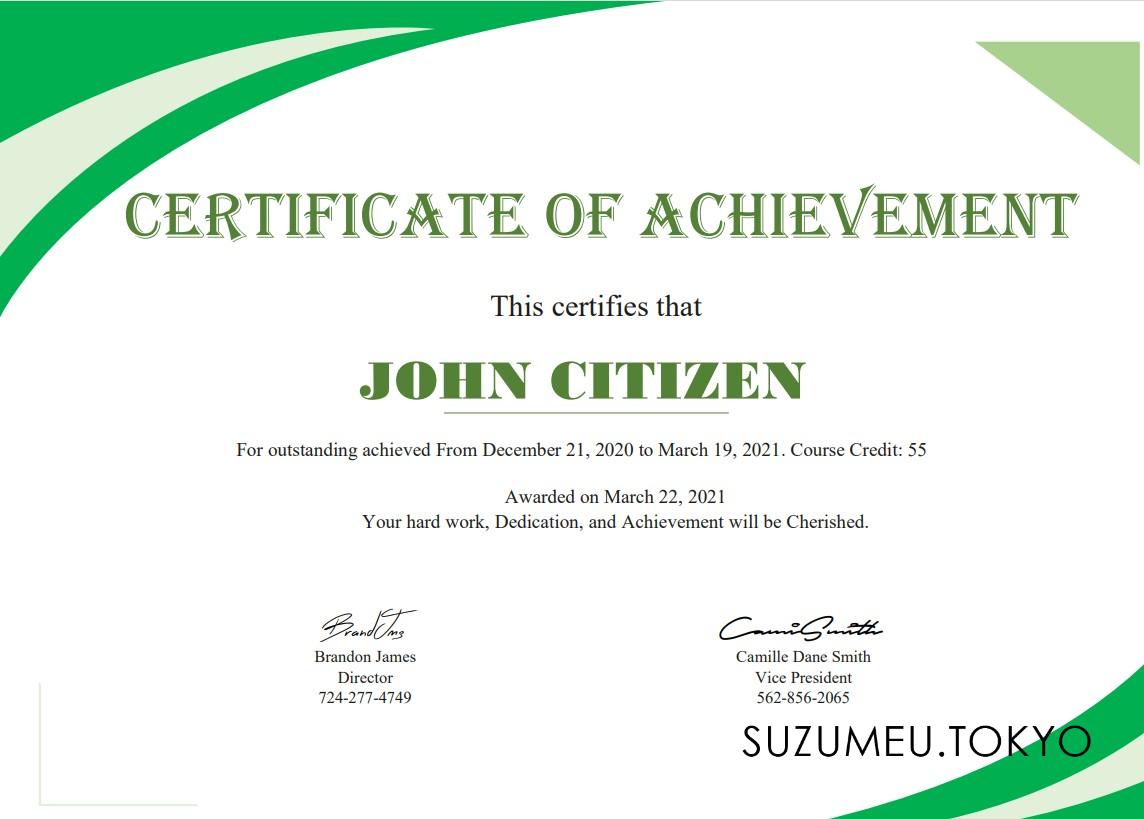 CERTIFICATE OF ACHIEVEMENT
This certifies that
JOHN CITIZEN
For outstanding achieved From December 21, 2020 to March 19, 2021. Course Credit: 55
Awarded on March 22, 2021
Your hard work, Dedication, and Achievement will be Cherished.
BrandJms
CamiSmith
Brandon James
Camille Dane Smith
Director
Vice President
724-277-4749
562-856-2065
SUZUMEU.TOKYO